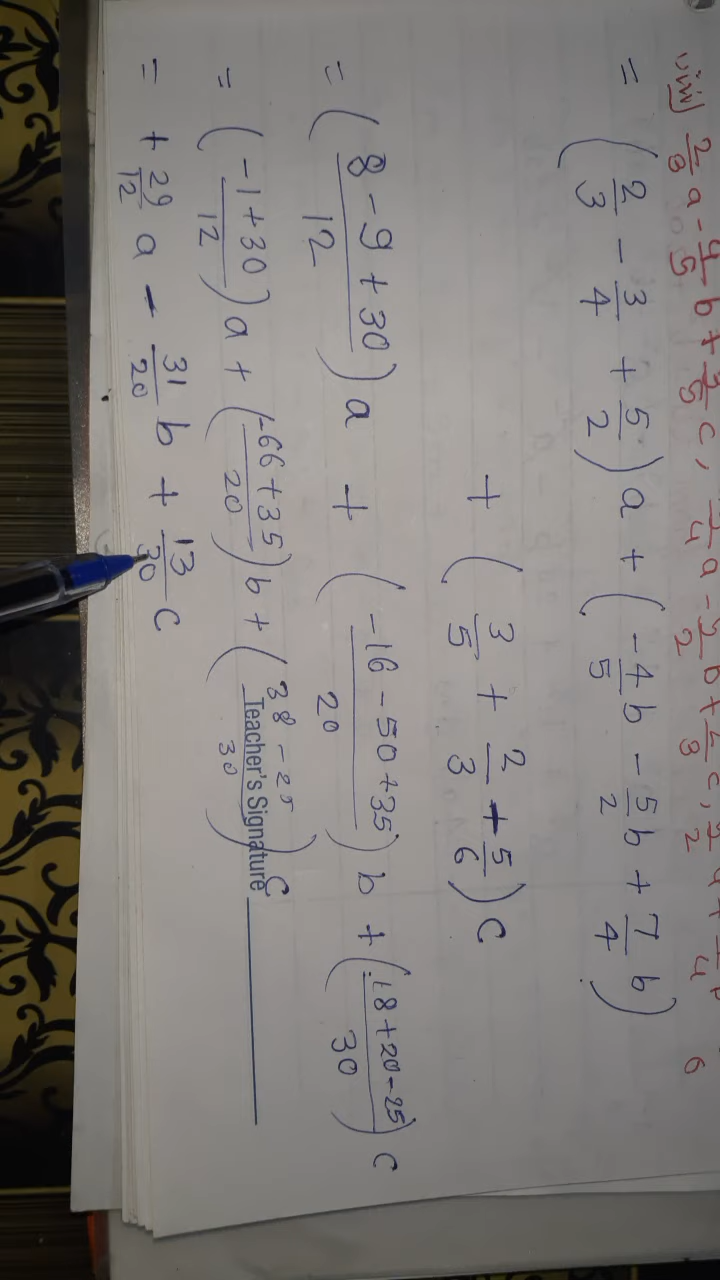 viii) 2/3 a - 4/5 b + 3/5 c, 3/4 a - 5/2 b + 2/3 c, 5/2
= (2/3 - 3/4 + 5/2) a + (-4/5 b - 5/2 b + 7/4 b)
+ (3/5 + 2/3 + 5/6) c
= (8 - 9 + 30 / 12) a + (-16 - 50 + 35 / 20) b + (18 + 20 - 25 / 30) c
= (-1 + 30 / 12) a + (-66 + 35 / 20) b + (38 - 25 / 30) c
Teacher's Signature
= + 29/12 a - 31/20 b + 13/30 c